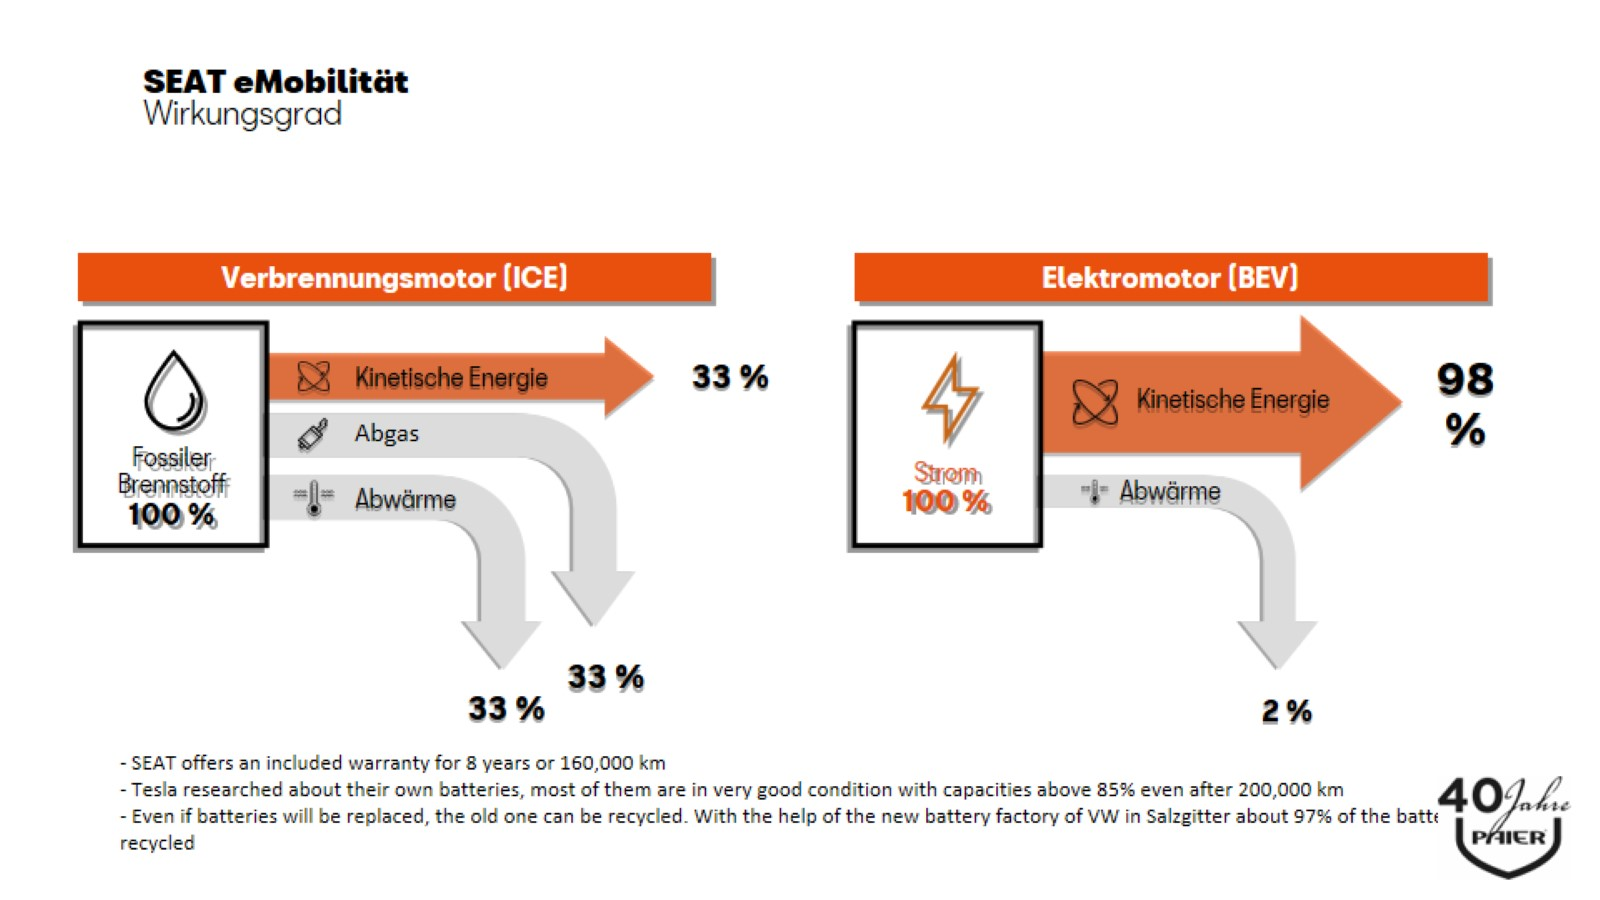 SEAT eMobilität
Wirkungsgrad
Verbrennungsmotor (ICE)
Kinetische Energie
33 %
Abgas
Abwärme
Fossiler
Brennstoff
100 %
33 %
33 %
Elektromotor (BEV)
Kinetische Energie
98
%
Strom
100 %
Abwärme
2 %
- SEAT offers an included warranty for 8 years or 160,000 km
- Tesla researched about their own batteries, most of them are in very good condition with capacities above 85% even after 200,000 km
- Even if batteries will be replaced, the old one can be recycled. With the help of the new battery factory of VW in Salzgitter about 97% of the batte
recycled
40 Jahre
PAIER